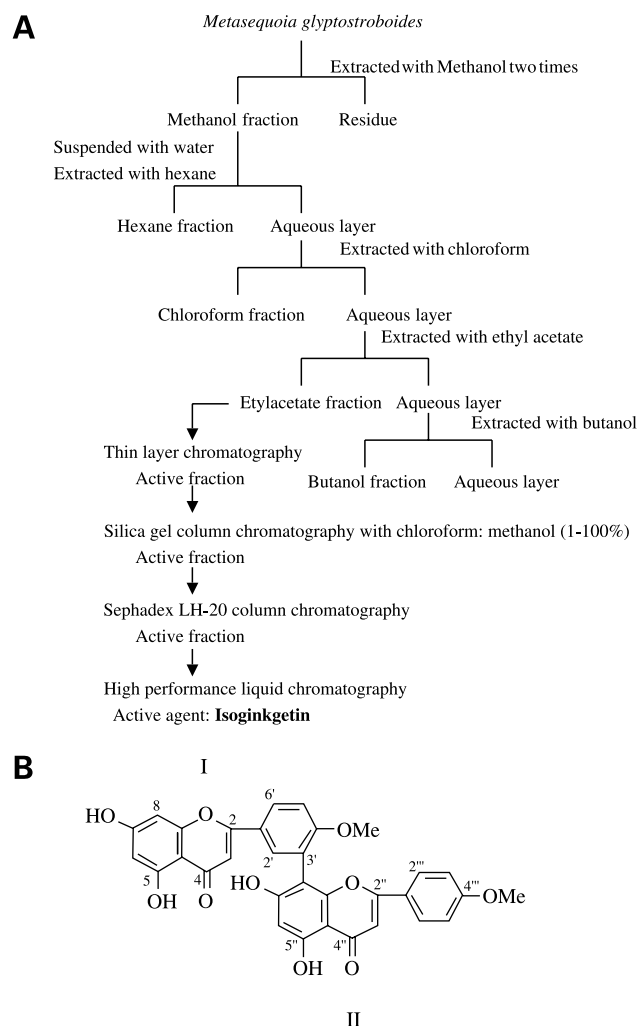 A
Metasequoia glyptostroboides
Extracted with Methanol two times
Methanol fraction Residue
Suspended with water
Extracted with hexane
Hexane fraction Aqueous layer
Extracted with chloroform
Chloroform fraction Aqueous layer
Extracted with ethyl acetate
Etylacetate fraction Aqueous layer
Extracted with butanol
Thin layer chromatography
Active fraction Butanol fraction Aqueous layer
Silica gel column chromatography with chloroform: methanol (1-100%)
Active fraction
Sephadex LH-20 column chromatography
Active fraction
High performance liquid chromatography
Active agent: Isoginkgetin
B
I
6'
HO 8 O 2 OMe
2' 3' 2'''
5 4 HO O 2'' 4''' OMe
OH O
5'' 4''
OH O
II